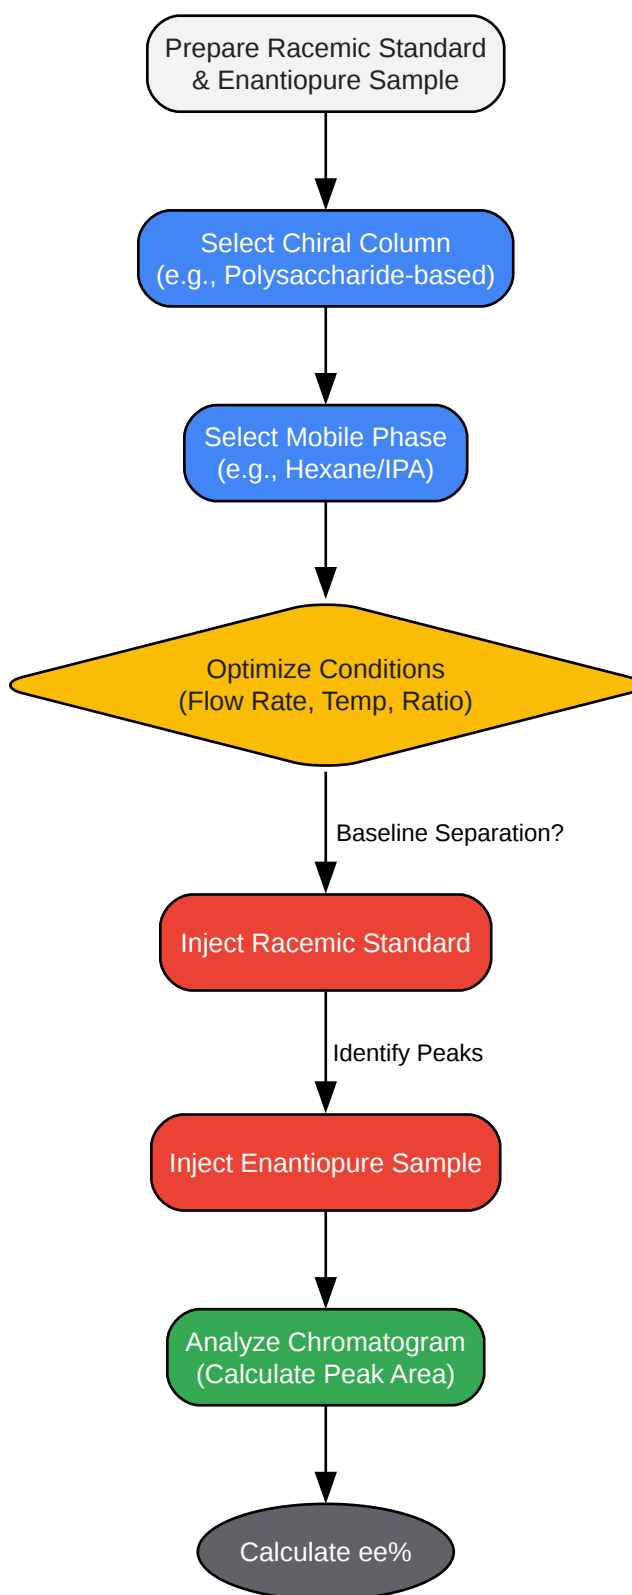 Prepare Racemic Standard
& Enantiopure Sample
Select Chiral Column
(e.g., Polysaccharide-based)
Select Mobile Phase
(e.g., Hexane/IPA)
Optimize Conditions
(Flow Rate, Temp, Ratio)
Baseline Separation?
Inject Racemic Standard
Identify Peaks
Inject Enantiopure Sample
Analyze Chromatogram
(Calculate Peak Area)
Calculate ee%